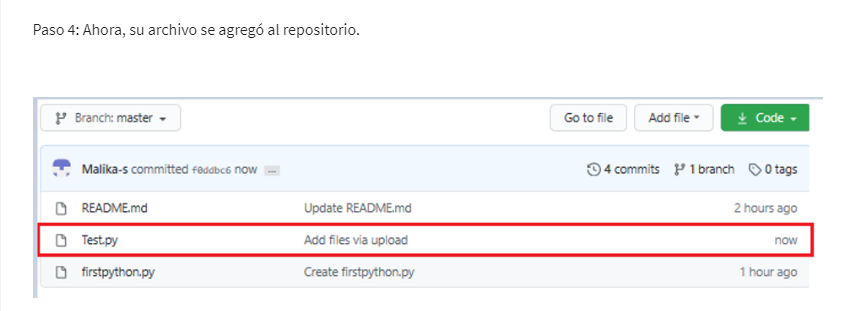 Paso 4: Ahora, su archivo se agregó al repositorio.
Branch: master Go to file Add file Code
Malika-s committed f0ddbc6 now ... 4 commits 1 branch 0 tags
README.md Update README.md 2 hours ago
Test.py Add files via upload now
firstpython.py Create firstpython.py 1 hour ago